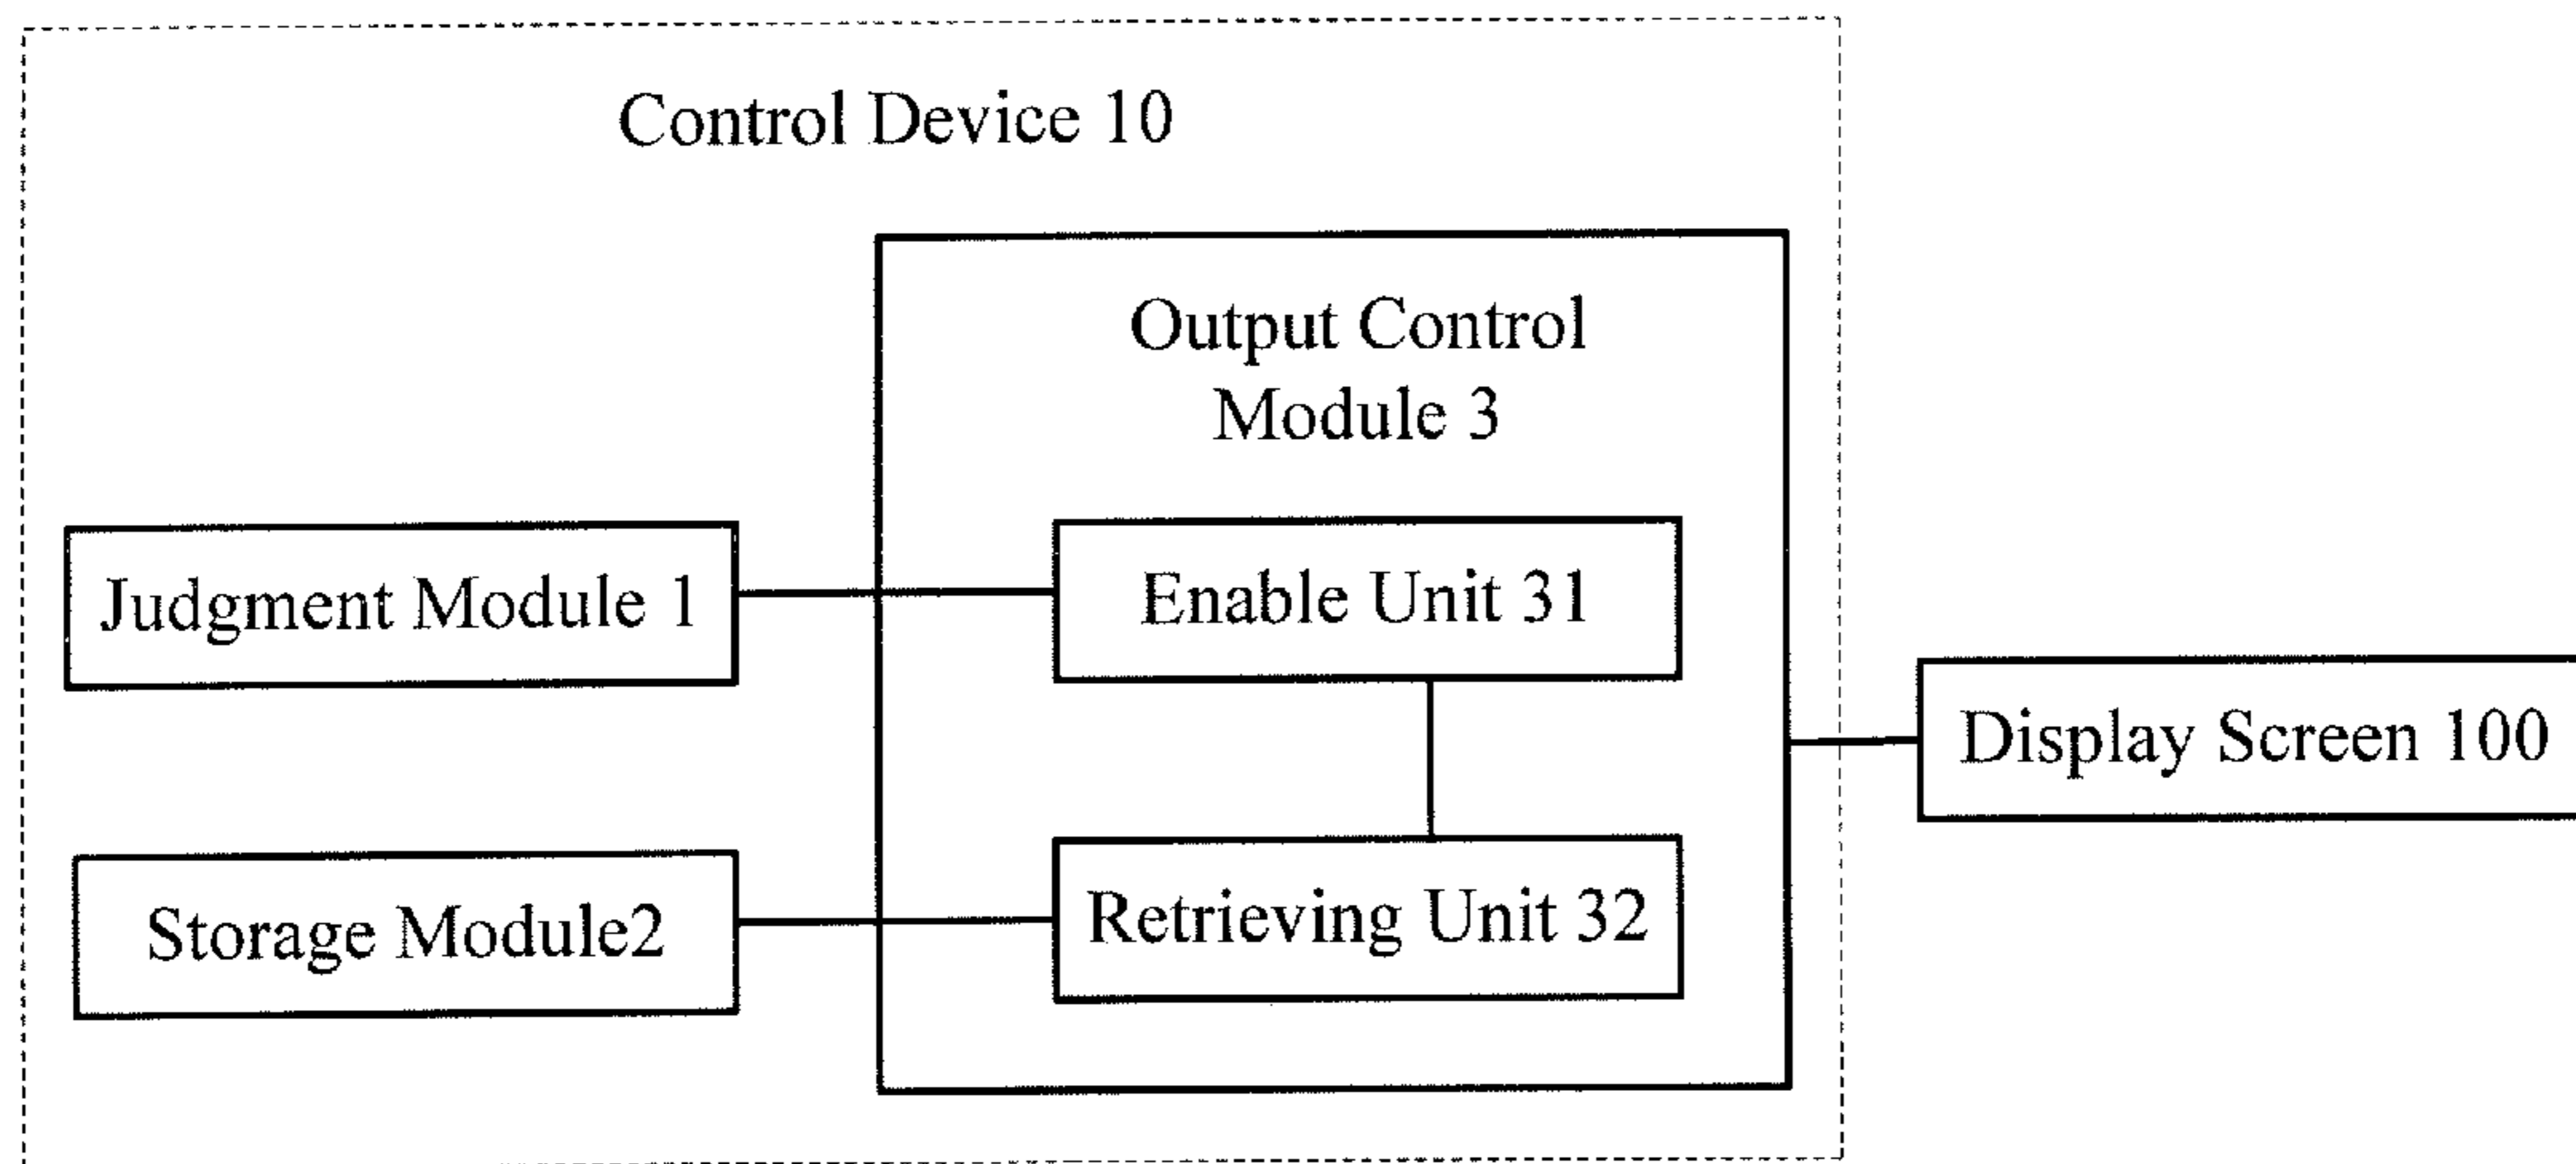 Control Device 10
Output Control
Module 3
Judgment Module 1
Enable Unit 31
Display Screen 100
Storage Module2
Retrieving Unit 32